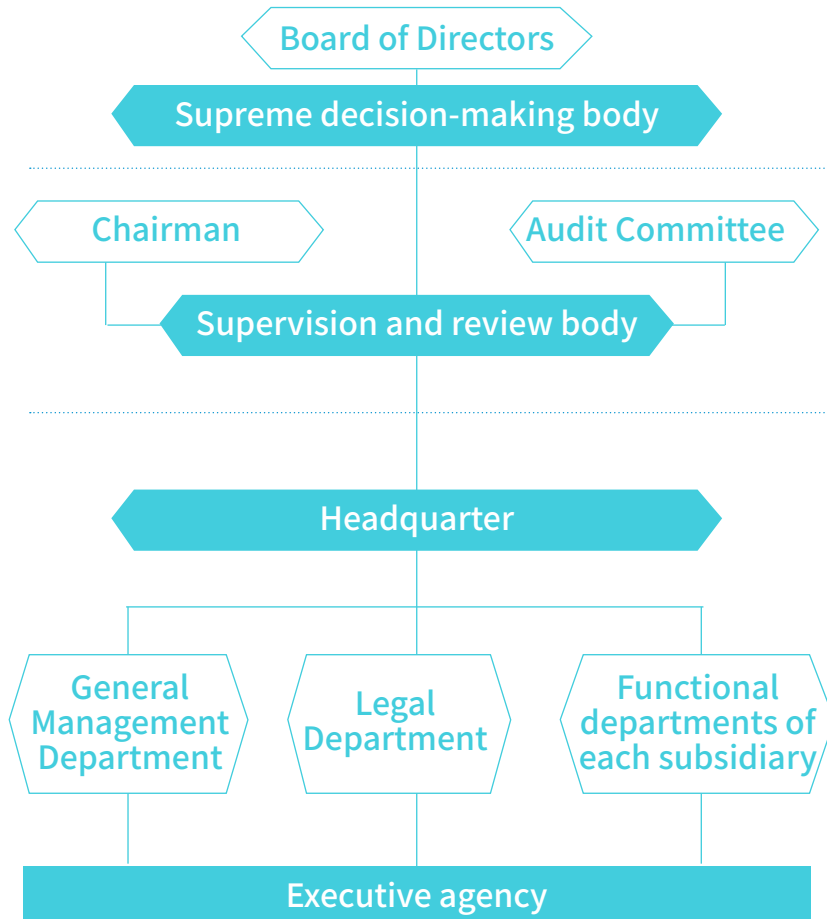 Board of Directors
Supreme decision-making body
Chairman
Audit Committee
Supervision and review body
Headquarter
General
Management
Department
Legal
Department
Functional
departments of
each subsidiary
Executive agency